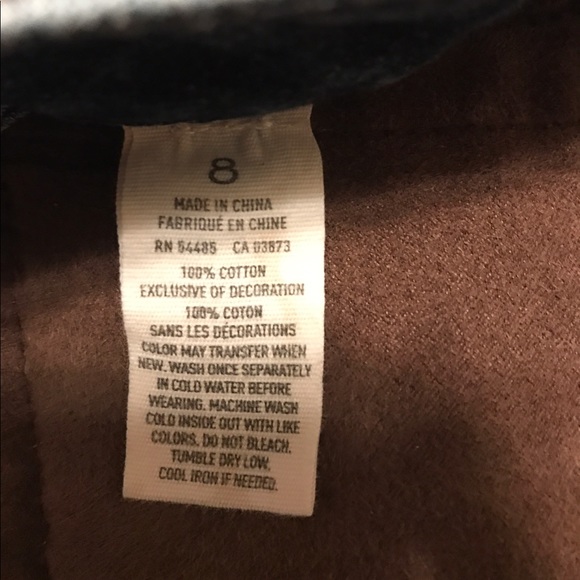 8
MADE IN CHINA
FABRIQUÉ EN CHINE
RN 54485 CA 03873
100% COTTON
EXCLUSIVE OF DECORATION
100% COTON
SANS LES DÉCORATIONS
COLOR MAY TRANSFER WHEN
NEW. WASH ONCE SEPARATELY
IN COLD WATER BEFORE
WEARING. MACHINE WASH
COLD INSIDE OUT WITH LIKE
COLORS. DO NOT BLEACH.
TUMBLE DRY LOW.
COOL IRON IF NEEDED.